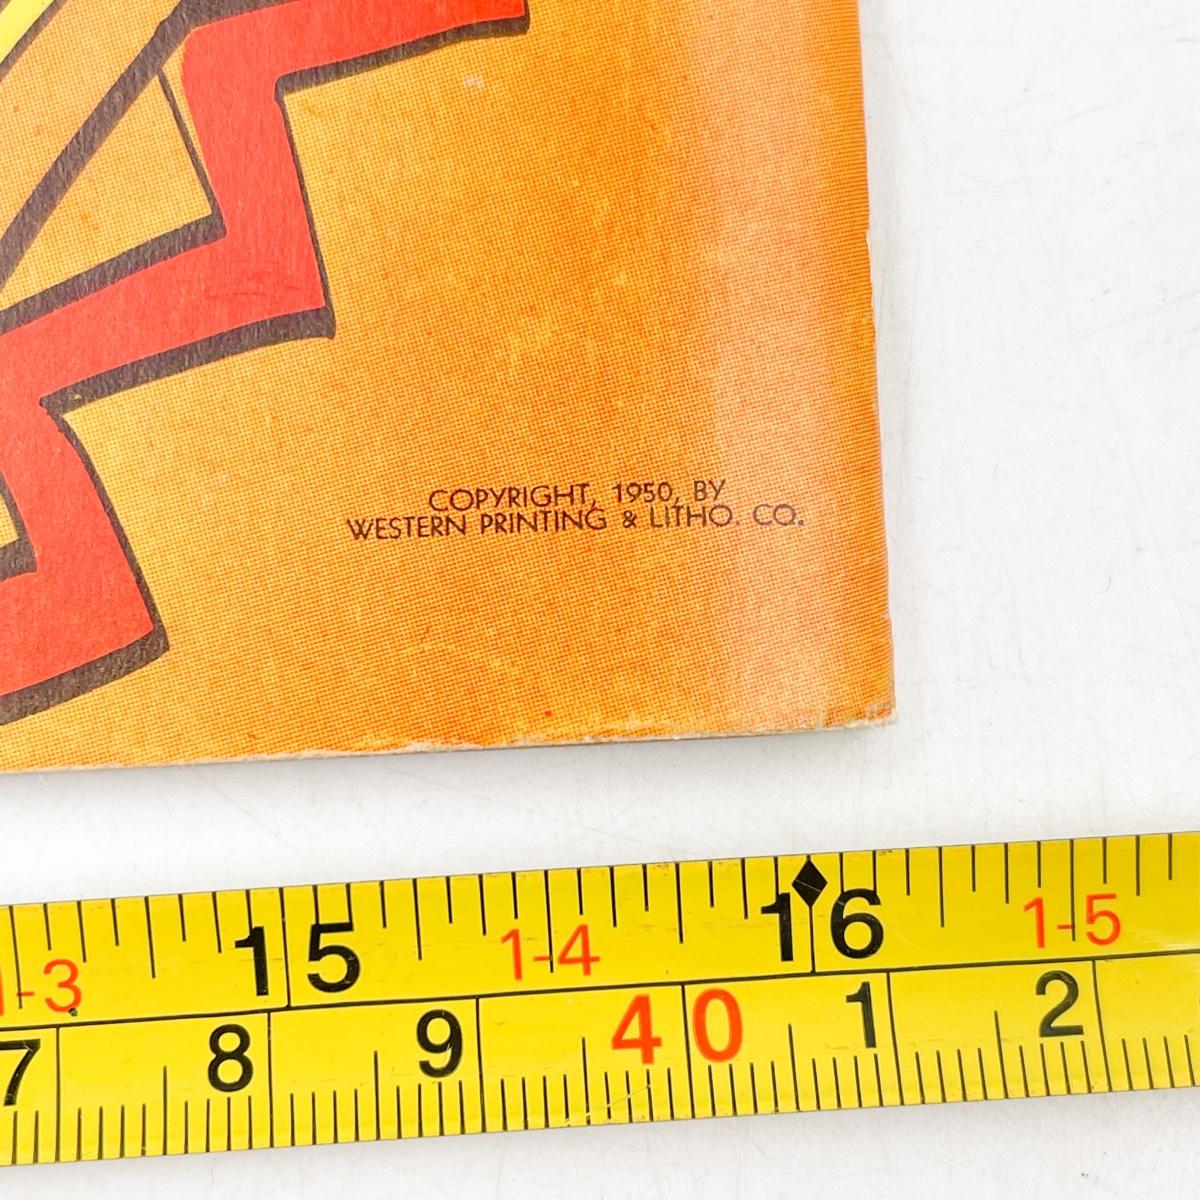 COPYRIGHT, 1950, BY
WESTERN PRINTING & LITHO. CO.
1-3 15 1-4 16 1-5
7 8 9 40 1 2